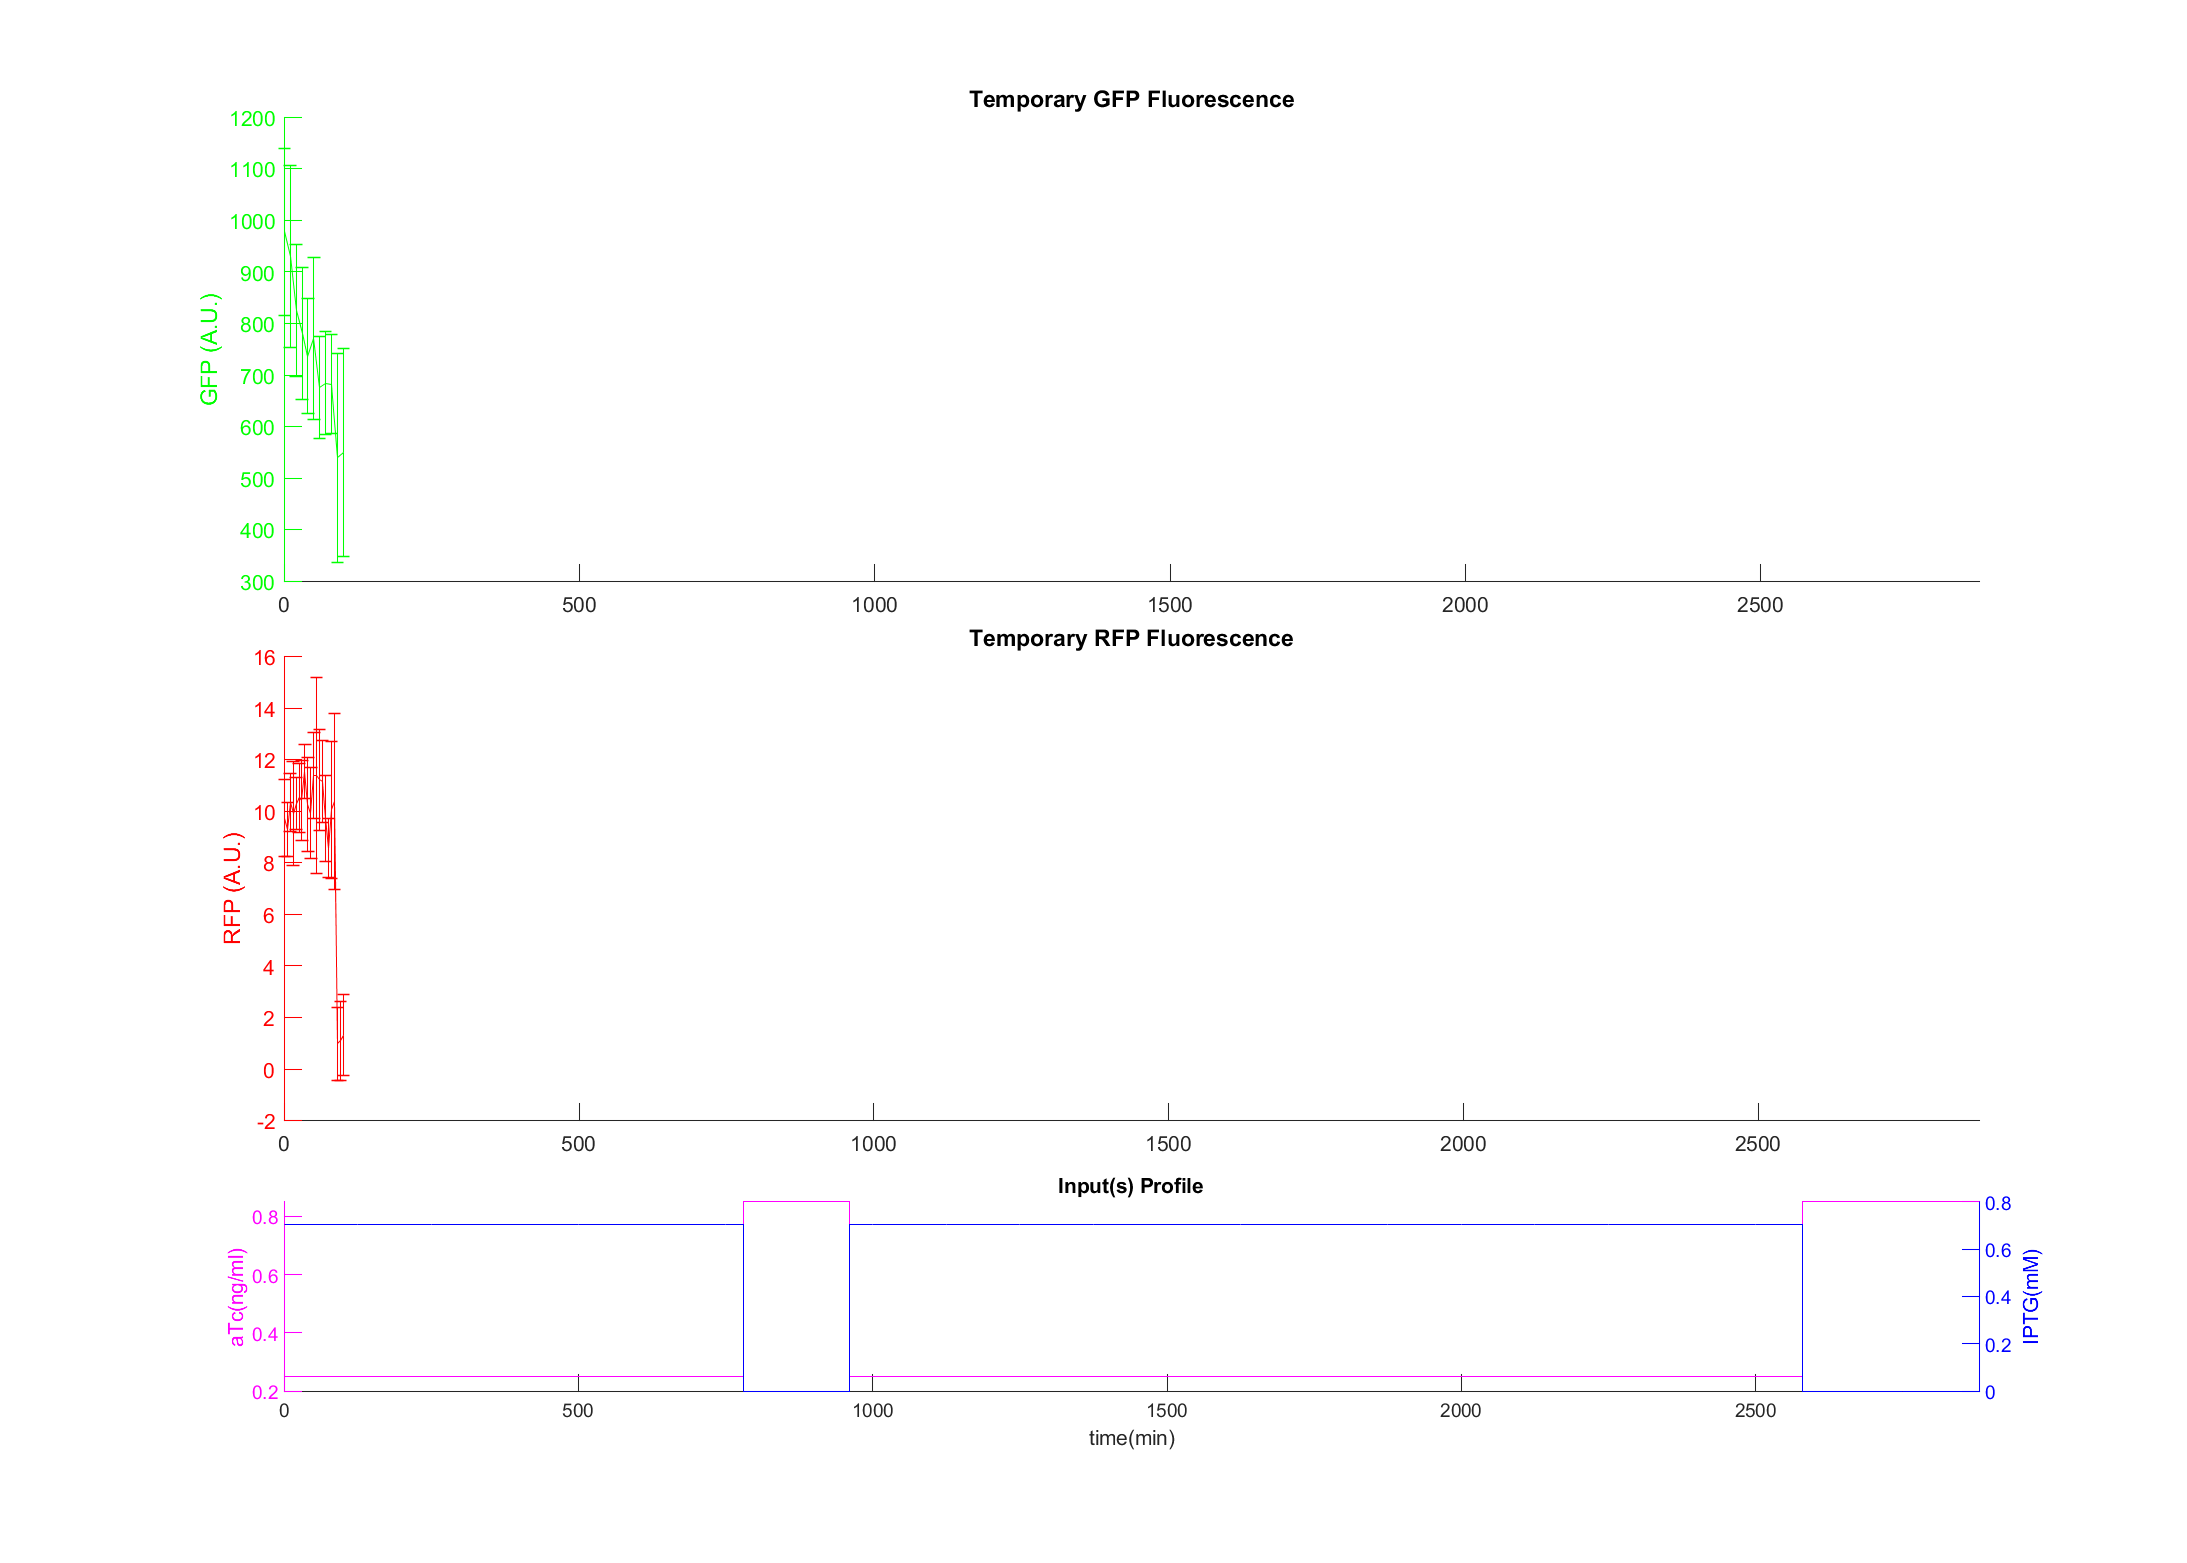 Temporary GFP Fluorescence
1200
1100
1000
900
800
700
600
500
400
300
GFP (A.U.)
0 500 1000 1500 2000 2500
Temporary RFP Fluorescence
16
14
12
10
8
6
4
2
0
-2
RFP (A.U.)
0 500 1000 1500 2000 2500
Input(s) Profile
0.8
0.6
0.4
0.2
aTc(ng/ml)
0.8
0.6
0.4
0.2
0
IPTG(mM)
0 500 1000 1500 2000 2500
time(min)